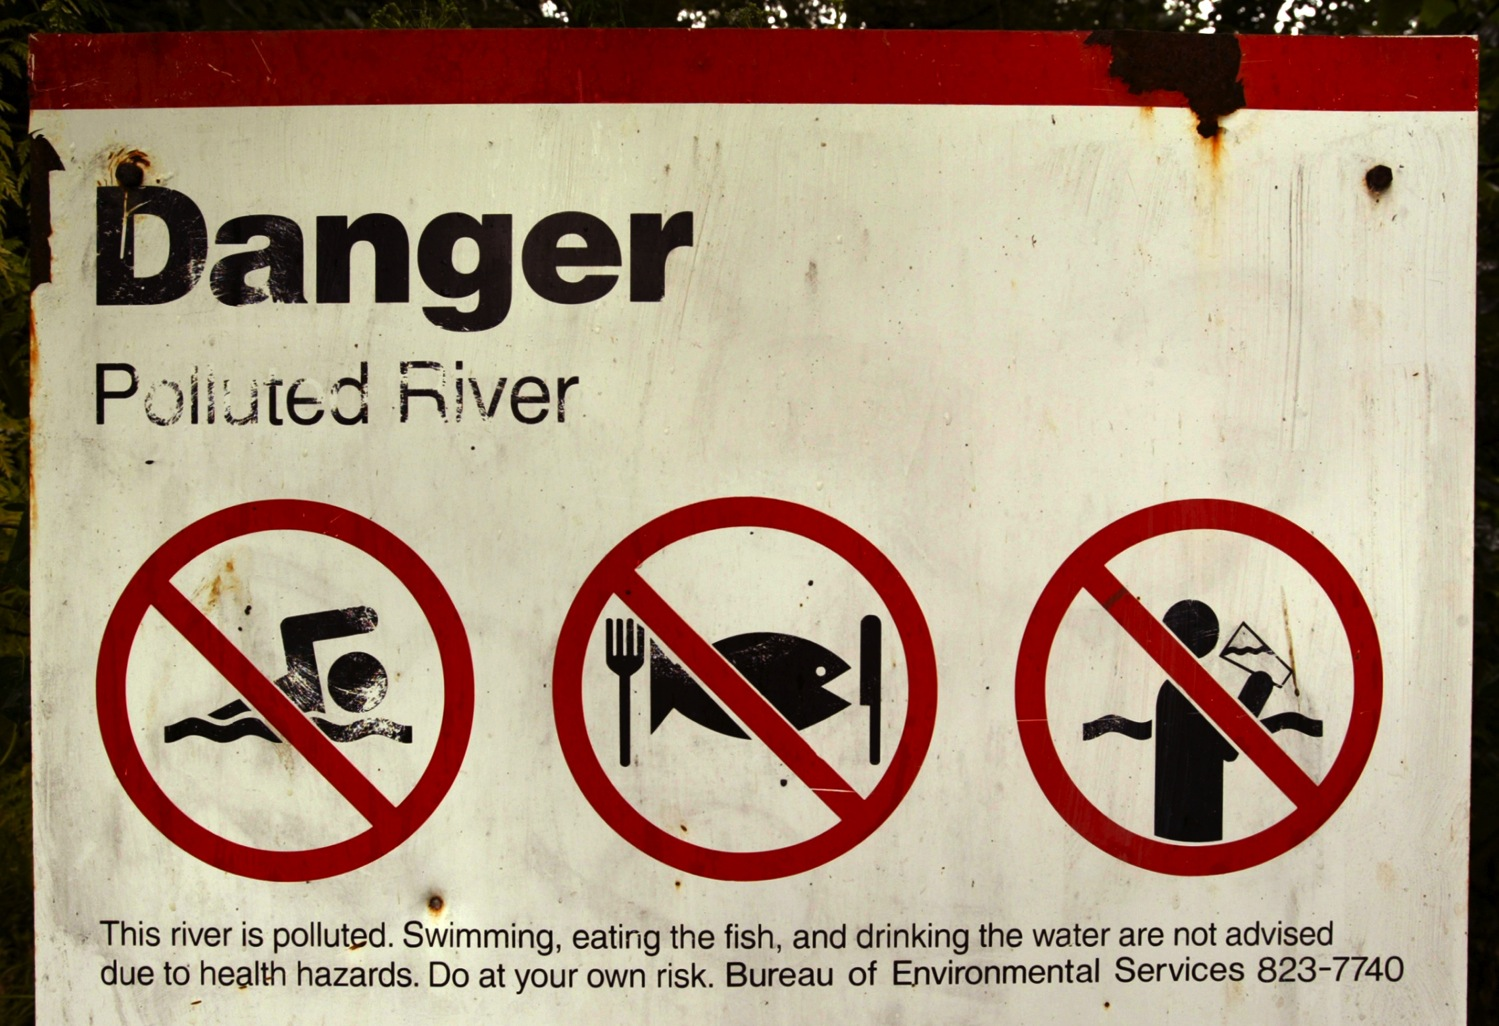 Danger
Polluted River
This river is polluted. Swimming, eating the fish, and drinking the water are not advised
due to health hazards. Do at your own risk. Bureau of Environmental Services 823-7740